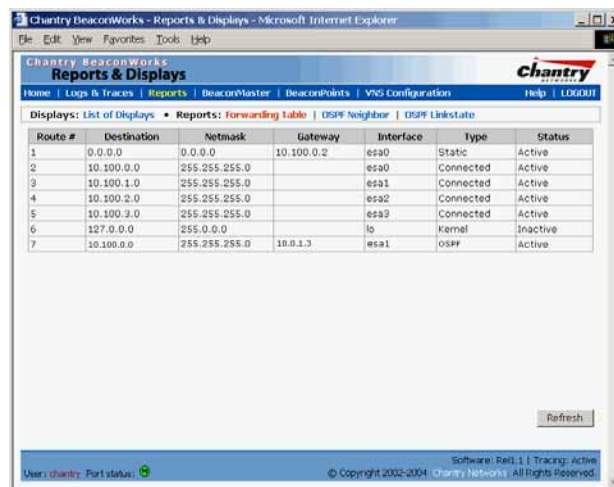 Chantry BeaconWorks - Reports & Displays - Microsoft Internet Explorer
File Edit View Favorites Tools Help
Chantry BeaconWorks
Reports & Displays
Chantry
NETWORKS
Home | Logs & Traces | Reports | BeaconMaster | BeaconPoints | VNS Configuration Help | LOGOUT
Displays: List of Displays • Reports: Forwarding Table | OSPF Neighbor | OSPF Linkstate
Route # Destination Netmask Gateway Interface Type Status
1 0.0.0.0 0.0.0.0 10.100.0.2 esa0 Static Active
2 10.100.0.0 255.255.255.0 esa0 Connected Active
3 10.100.1.0 255.255.255.0 esa1 Connected Active
4 10.100.2.0 255.255.255.0 esa2 Connected Active
5 10.100.3.0 255.255.255.0 esa3 Connected Active
6 127.0.0.0 255.0.0.0 lo Kernel Inactive
7 10.100.0.0 255.255.255.0 10.0.1.3 esa1 OSPF Active
Refresh
Software: Rel1.1 | Tracing: Active
User: chantry Port status: © Copyright 2002-2004 Chantry Networks All Rights Reserved.